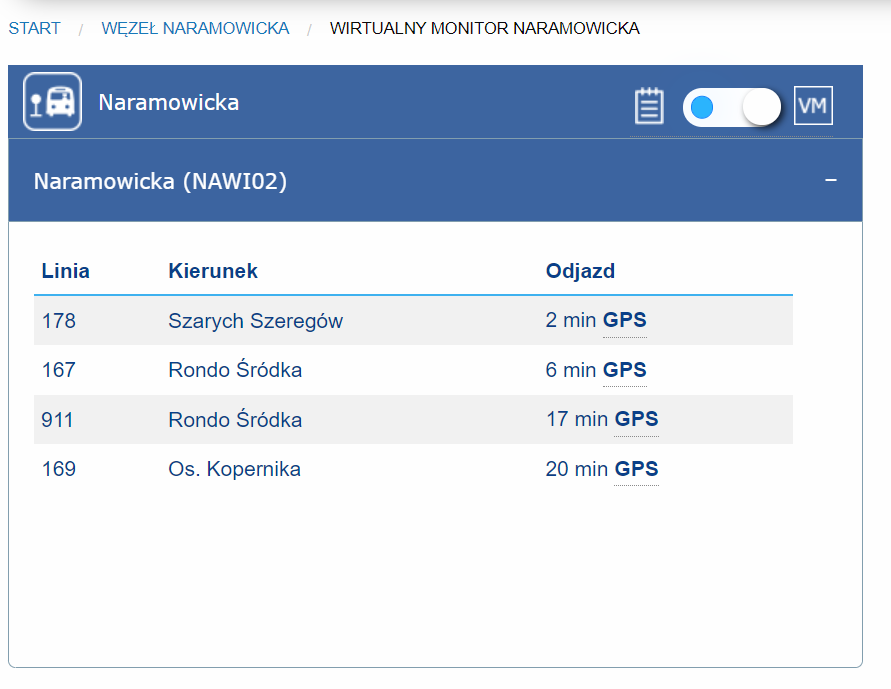 START / WĘZEŁ NARAMOWICKA / WIRTUALNY MONITOR NARAMOWICKA
Naramowicka VM
Naramowicka (NAWI02) −
Linia Kierunek Odjazd
178 Szarych Szeregów 2 min GPS
167 Rondo Śródka 6 min GPS
911 Rondo Śródka 17 min GPS
169 Os. Kopernika 20 min GPS